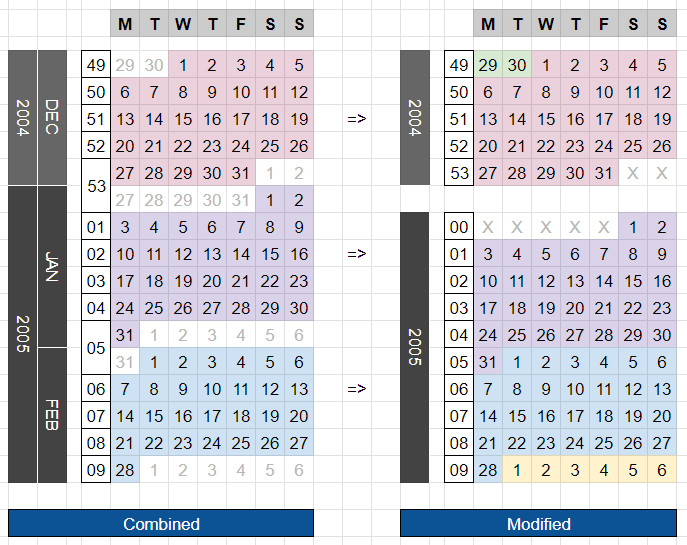 M T W T F S S M T W T F S S
49 29 30 1 2 3 4 5 49 29 30 1 2 3 4 5
50 6 7 8 9 10 11 12 50 6 7 8 9 10 11 12
2004 DEC 51 13 14 15 16 17 18 19 => 2004 51 13 14 15 16 17 18 19
52 20 21 22 23 24 25 26 52 20 21 22 23 24 25 26
53 27 28 29 30 31 1 2 53 27 28 29 30 31 X X
27 28 29 30 31 1 2
01 3 4 5 6 7 8 9 00 X X X X X 1 2
JAN 02 10 11 12 13 14 15 16 => 01 3 4 5 6 7 8 9
03 17 18 19 20 21 22 23 02 10 11 12 13 14 15 16
04 24 25 26 27 28 29 30 03 17 18 19 20 21 22 23
2005 05 31 1 2 3 4 5 6 2005 04 24 25 26 27 28 29 30
31 1 2 3 4 5 6 05 31 1 2 3 4 5 6
FEB 06 7 8 9 10 11 12 13 => 06 7 8 9 10 11 12 13
07 14 15 16 17 18 19 20 07 14 15 16 17 18 19 20
08 21 22 23 24 25 26 27 08 21 22 23 24 25 26 27
09 28 1 2 3 4 5 6 09 28 1 2 3 4 5 6
Combined Modified